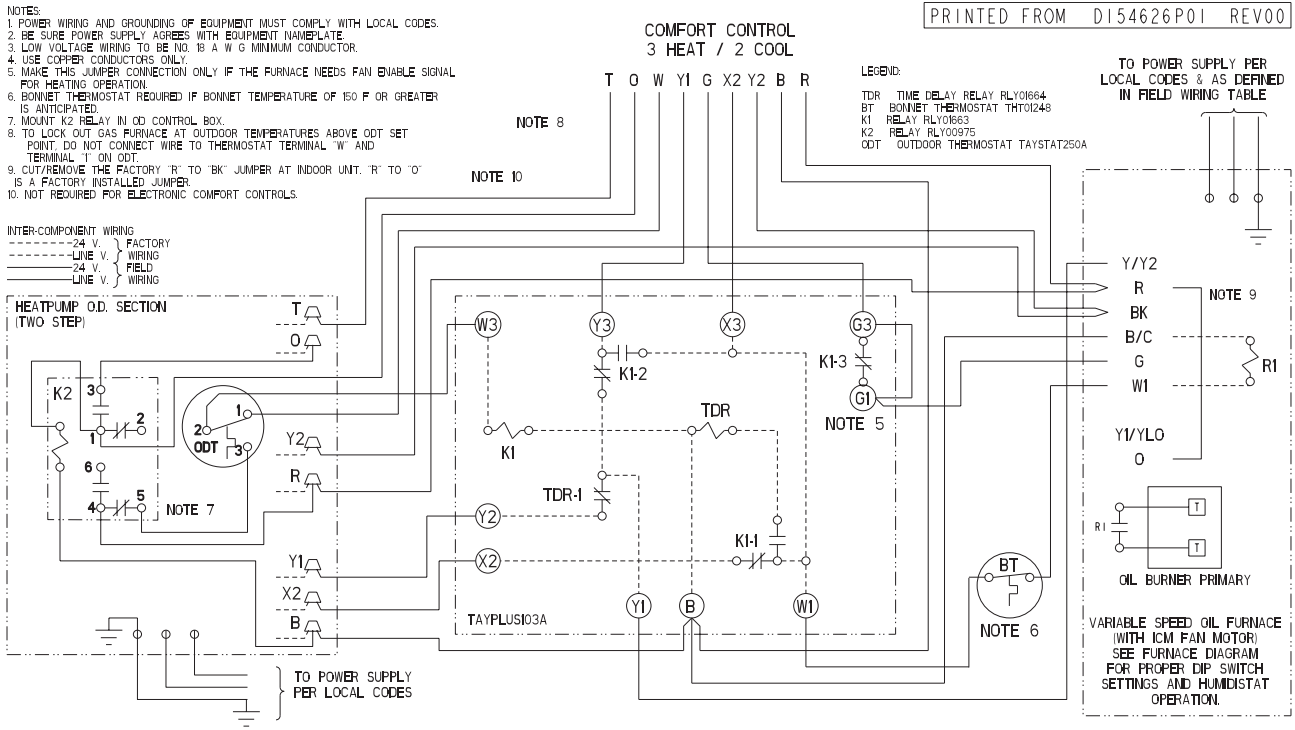 NOTES:
1. POWER WIRING AND GROUNDING OF EQUIPMENT MUST COMPLY WITH LOCAL CODES.
2. BE SURE POWER SUPPLY AGREES WITH EQUIPMENT NAMEPLATE.
3. LOW VOLTAGE WIRING TO BE NO. 18 A W G MINIMUM CONDUCTOR.
4. USE COPPER CONDUCTORS ONLY.
5. MAKE THIS JUMPER CONNECTION ONLY IF THE FURNACE NEEDS FAN ENABLE SIGNAL
FOR HEATING OPERATION.
6. BONNET THERMOSTAT REQUIRED IF BONNET TEMPERATURE OF 150 F OR GREATER
IS ANTICIPATED.
7. MOUNT K2 RELAY IN OD CONTROL BOX.
8. TO LOCK OUT GAS FURNACE AT OUTDOOR TEMPERATURES ABOVE ODT SET
POINT, DO NOT CONNECT WIRE TO THERMOSTAT TERMINAL "W" AND
TERMINAL "1" ON ODT.
9. CUT/REMOVE THE FACTORY "R" TO "BK" JUMPER AT INDOOR UNIT. "R" TO "O"
IS A FACTORY INSTALLED JUMPER.
10. NOT REQUIRED FOR ELECTRONIC COMFORT CONTROLS.
INTER-COMPONENT WIRING
24 V. FACTORY
LINE V. WIRING
24 V. FIELD
LINE V. WIRING
COMFORT CONTROL
3 HEAT / 2 COOL
T O W Y1 G X2 Y2 B R
NOTE 8
NOTE 10
PRINTED FROM D154626P01 REV00
LEGEND:
TDR TIME DELAY RELAY RLY01664
BT BONNET THERMOSTAT THT01248
K1 RELAY RLY01663
K2 RELAY RLY00975
ODT OUTDOOR THERMOSTAT TAYSTAT250A
TO POWER SUPPLY PER
LOCAL CODES & AS DEFINED
IN FIELD WIRING TABLE
HEATPUMP O.D. SECTION
(TWO STEP)
T
O
K2
3
2
1
6
5
4
NOTE 7
1
2
ODT
3
Y2
R
Y1
X2
B
TO POWER SUPPLY
PER LOCAL CODES
W3
Y3
X3
G3
K1-2
K1-3
G1
NOTE 5
K1
TDR
TDR-1
Y2
K1-1
X2
Y1
B
W1
TAYPLUS103A
BT
NOTE 6
Y/Y2
R
NOTE 9
BK
B/C
G
R1
W1
Y1/YLO
O
R1
T
T
OIL BURNER PRIMARY
VARIABLE SPEED OIL FURNACE
(WITH ICM FAN MOTOR)
SEE FURNACE DIAGRAM
FOR PROPER DIP SWITCH
SETTINGS AND HUMIDISTAT
OPERATION.